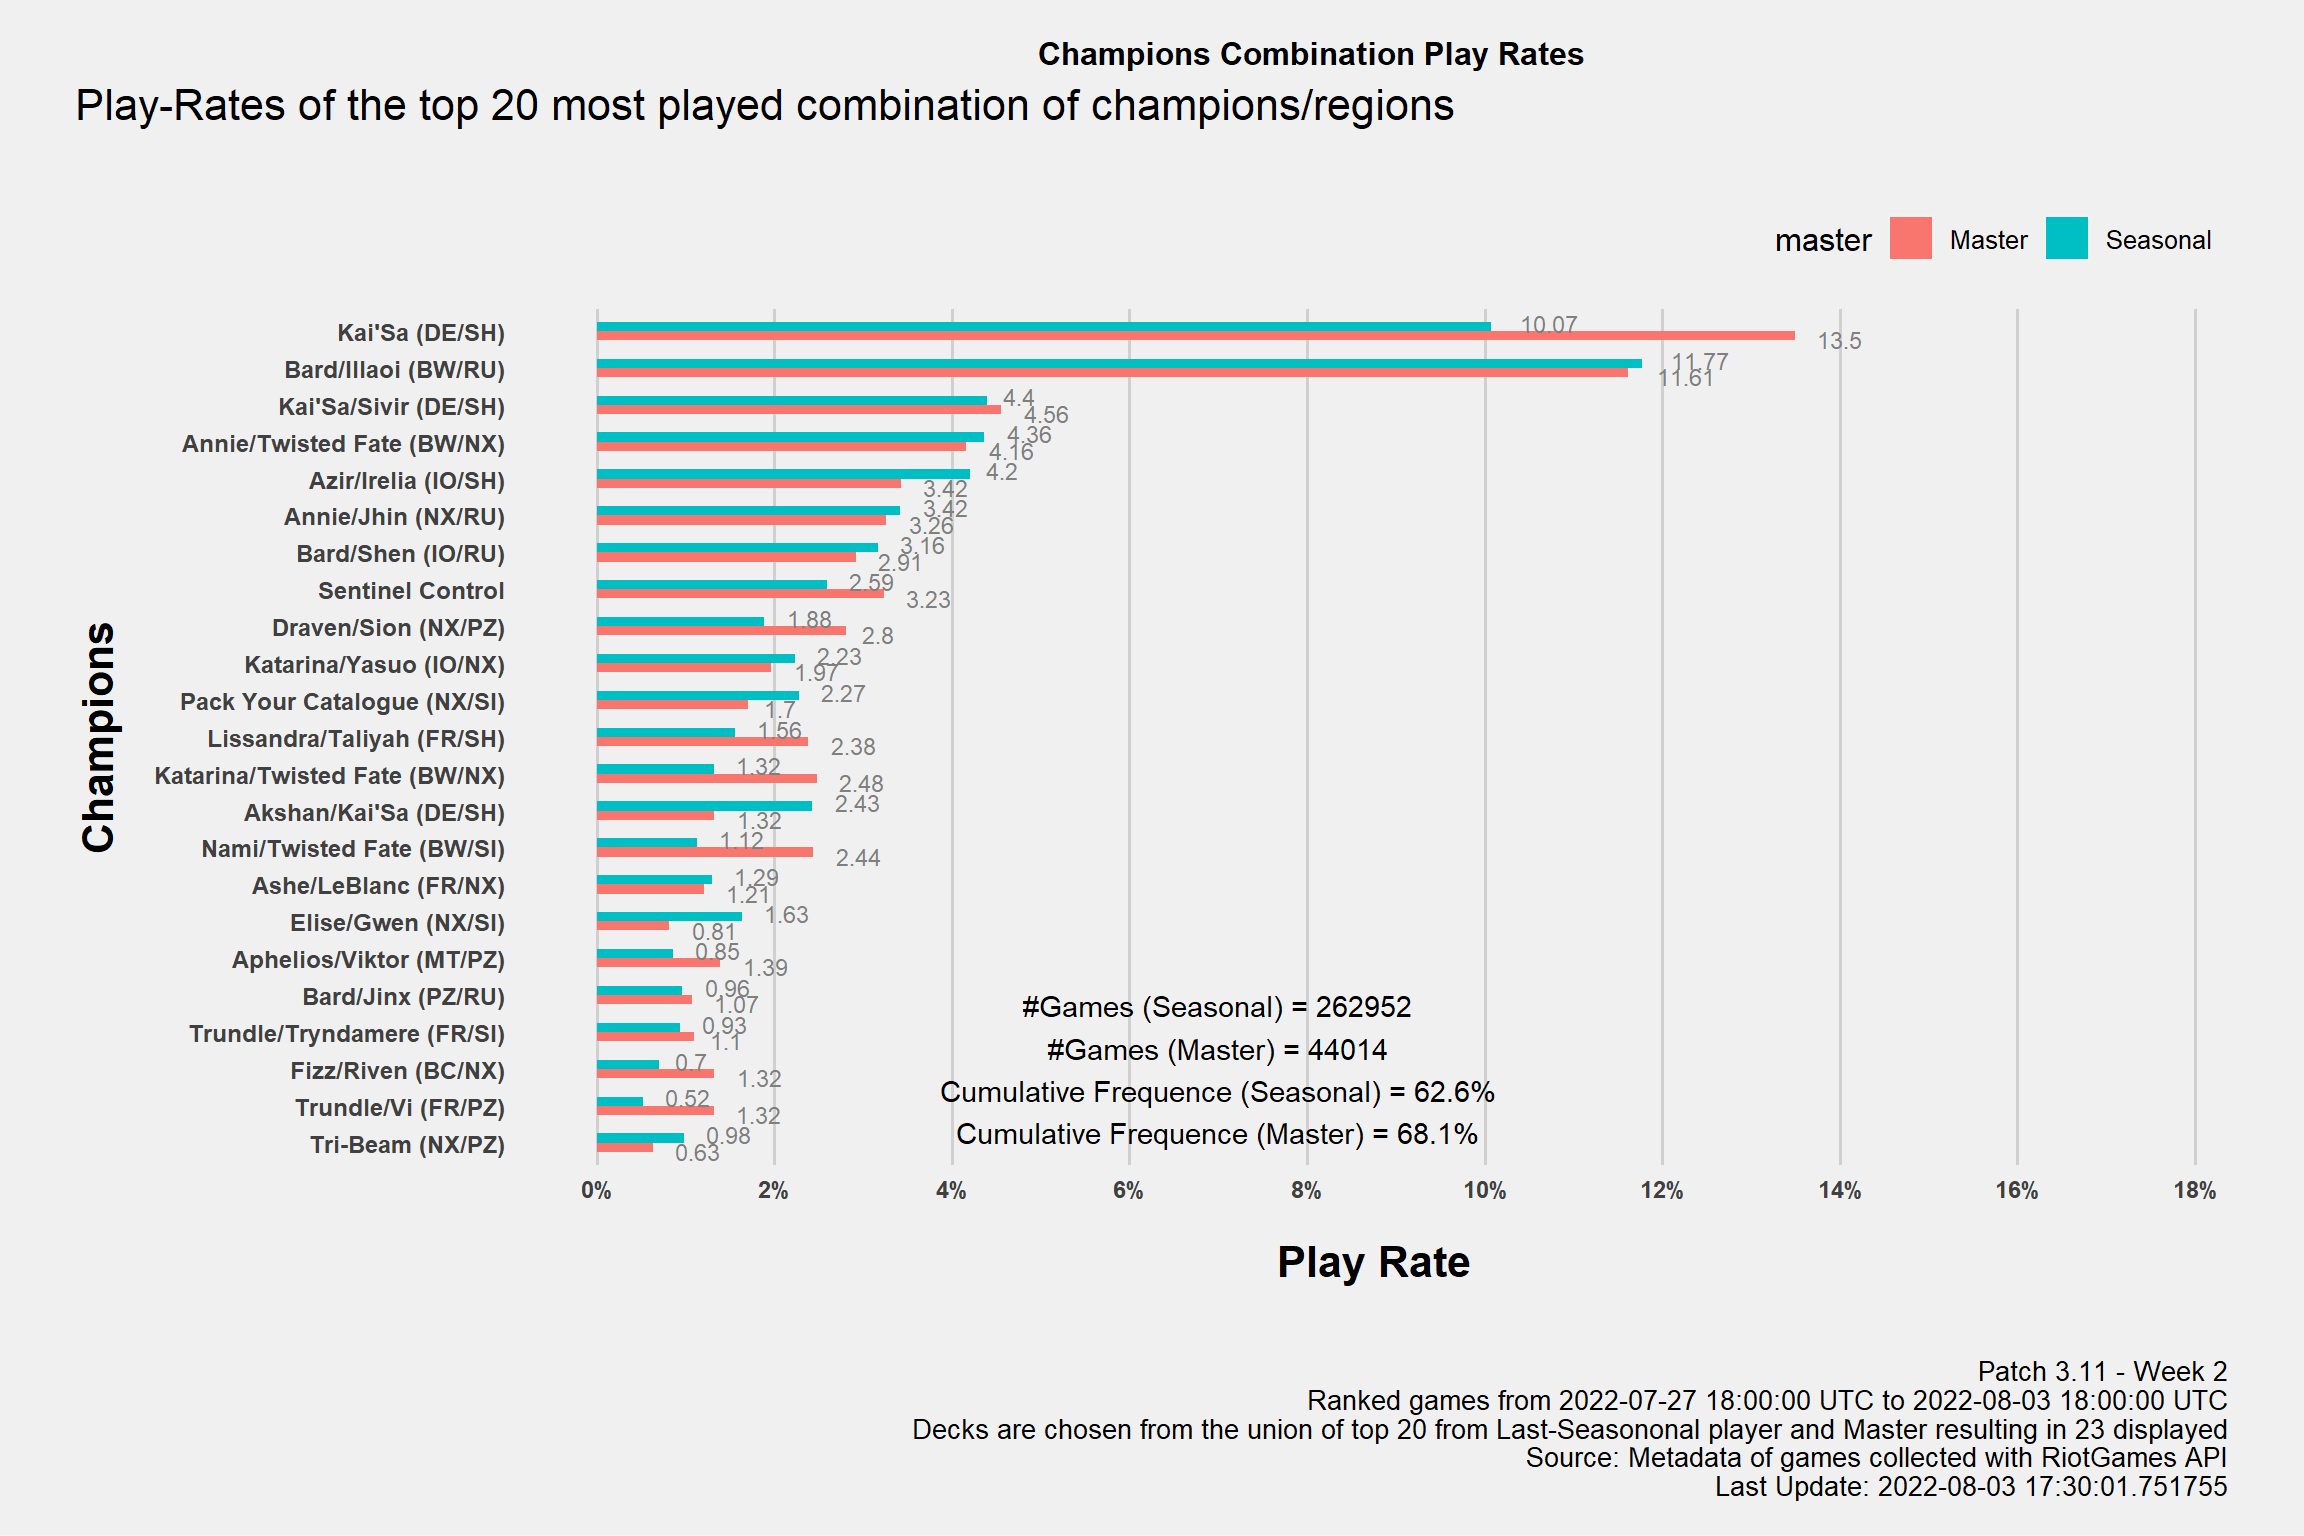 Champions Combination Play Rates
Play-Rates of the top 20 most played combination of champions/regions
master Master Seasonal
Champions
Kai'Sa (DE/SH) 10.07 13.5
Bard/Illaoi (BW/RU) 11.77 11.61
Kai'Sa/Sivir (DE/SH) 4.4 4.56
Annie/Twisted Fate (BW/NX) 4.36 4.16
Azir/Irelia (IO/SH) 4.2 3.42
Annie/Jhin (NX/RU) 3.42 3.26
Bard/Shen (IO/RU) 3.16 2.91
Sentinel Control 2.59 3.23
Draven/Sion (NX/PZ) 1.88 2.8
Katarina/Yasuo (IO/NX) 2.23 1.97
Pack Your Catalogue (NX/SI) 2.27 1.7
Lissandra/Taliyah (FR/SH) 1.56 2.38
Katarina/Twisted Fate (BW/NX) 1.32 2.48
Akshan/Kai'Sa (DE/SH) 2.43 1.32
Nami/Twisted Fate (BW/SI) 1.12 2.44
Ashe/LeBlanc (FR/NX) 1.29 1.21
Elise/Gwen (NX/SI) 1.63 0.81
Aphelios/Viktor (MT/PZ) 0.85 1.39
Bard/Jinx (PZ/RU) 0.96 1.07
Trundle/Tryndamere (FR/SI) 0.93 1.1
Fizz/Riven (BC/NX) 0.7 1.32
Trundle/Vi (FR/PZ) 0.52 1.32
Tri-Beam (NX/PZ) 0.98 0.63
#Games (Seasonal) = 262952
#Games (Master) = 44014
Cumulative Frequence (Seasonal) = 62.6%
Cumulative Frequence (Master) = 68.1%
0% 2% 4% 6% 8% 10% 12% 14% 16% 18%
Play Rate
Patch 3.11 - Week 2
Ranked games from 2022-07-27 18:00:00 UTC to 2022-08-03 18:00:00 UTC
Decks are chosen from the union of top 20 from Last-Seasononal player and Master resulting in 23 displayed
Source: Metadata of games collected with RiotGames API
Last Update: 2022-08-03 17:30:01.751755